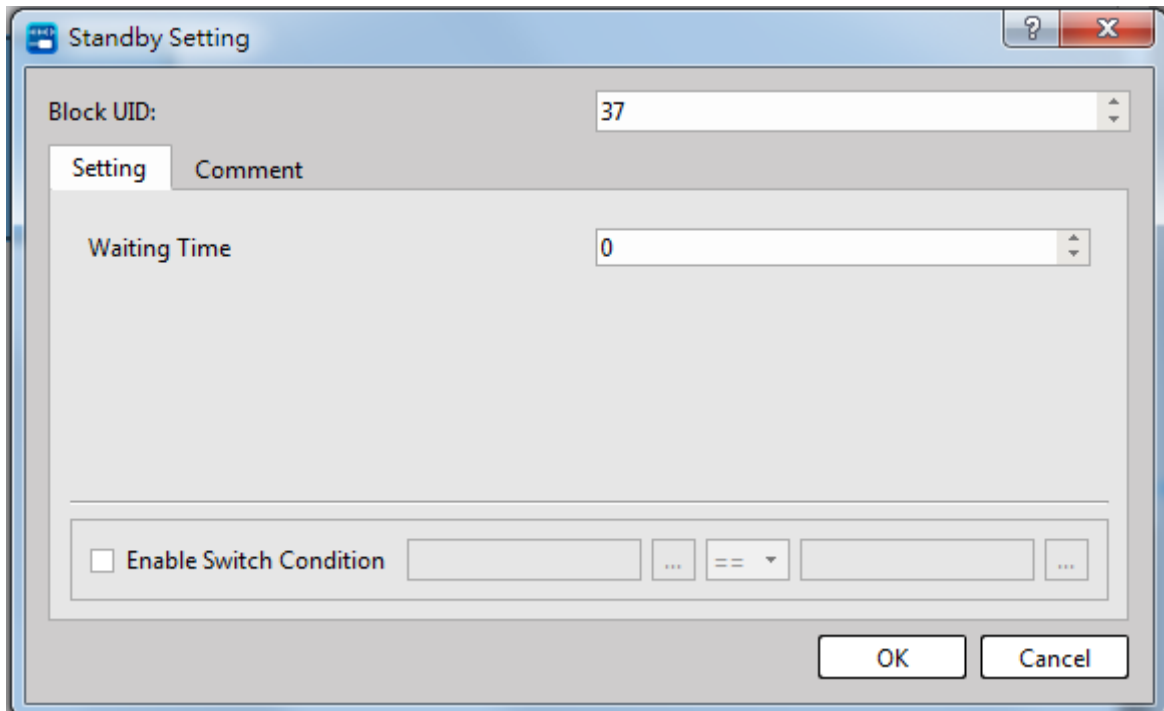 Standby Setting
Block UID: 37
Setting Comment
Waiting Time 0
Enable Switch Condition ... == ...
OK Cancel